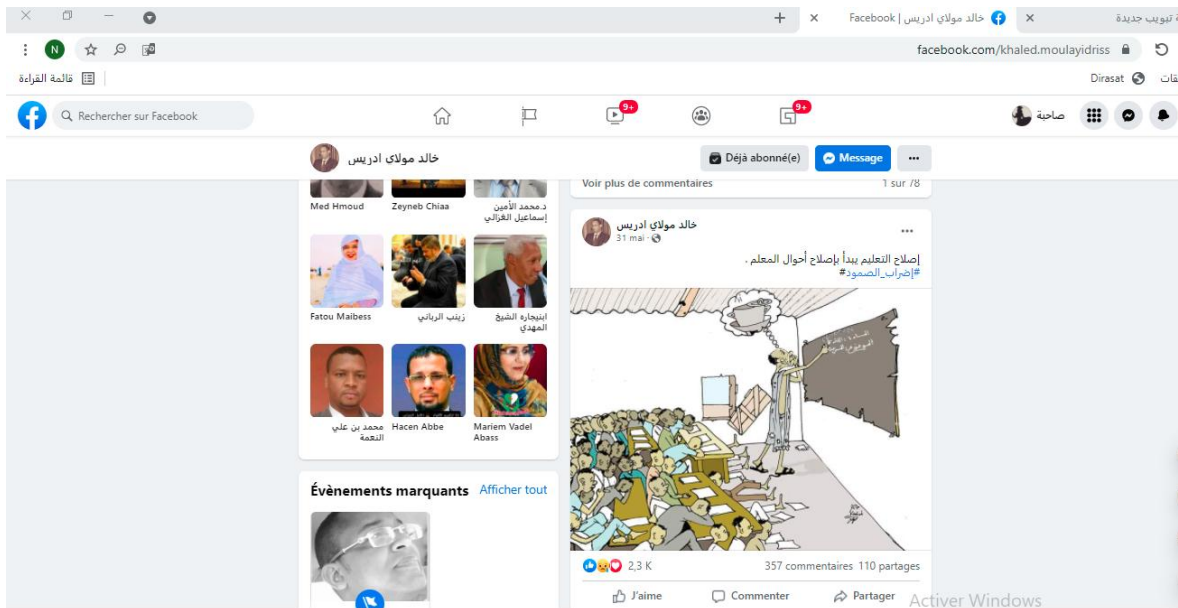 خالد مولاي ادريس | Facebook
ة تبويب جديدة
N
facebook.com/khaled.moulayidriss
قائمة القراءة
Dirasat
قات
Rechercher sur Facebook
9+
9+
صاحبة
خالد مولاي ادريس
Déjà abonné(e)
Message
Med Hmoud
Zeyneb Chiaa
د.محمد الأمين
إسماعيل الغزالي
Fatou Maibess
زينب الرباني
ابنيجاره الشيخ
المهدي
محمد بن علي
النعمة
Hacen Abbe
Mariem Vadel
Abass
Évènements marquants
Afficher tout
Voir plus de commentaires
1 sur 78
خالد مولاي ادريس
31 mai
إصلاح التعليم يبدأ بإصلاح أحوال المعلم .
#إضراب_الصمود#
2,3 K
357 commentaires 110 partages
J'aime
Commenter
Partager
Activer Windows